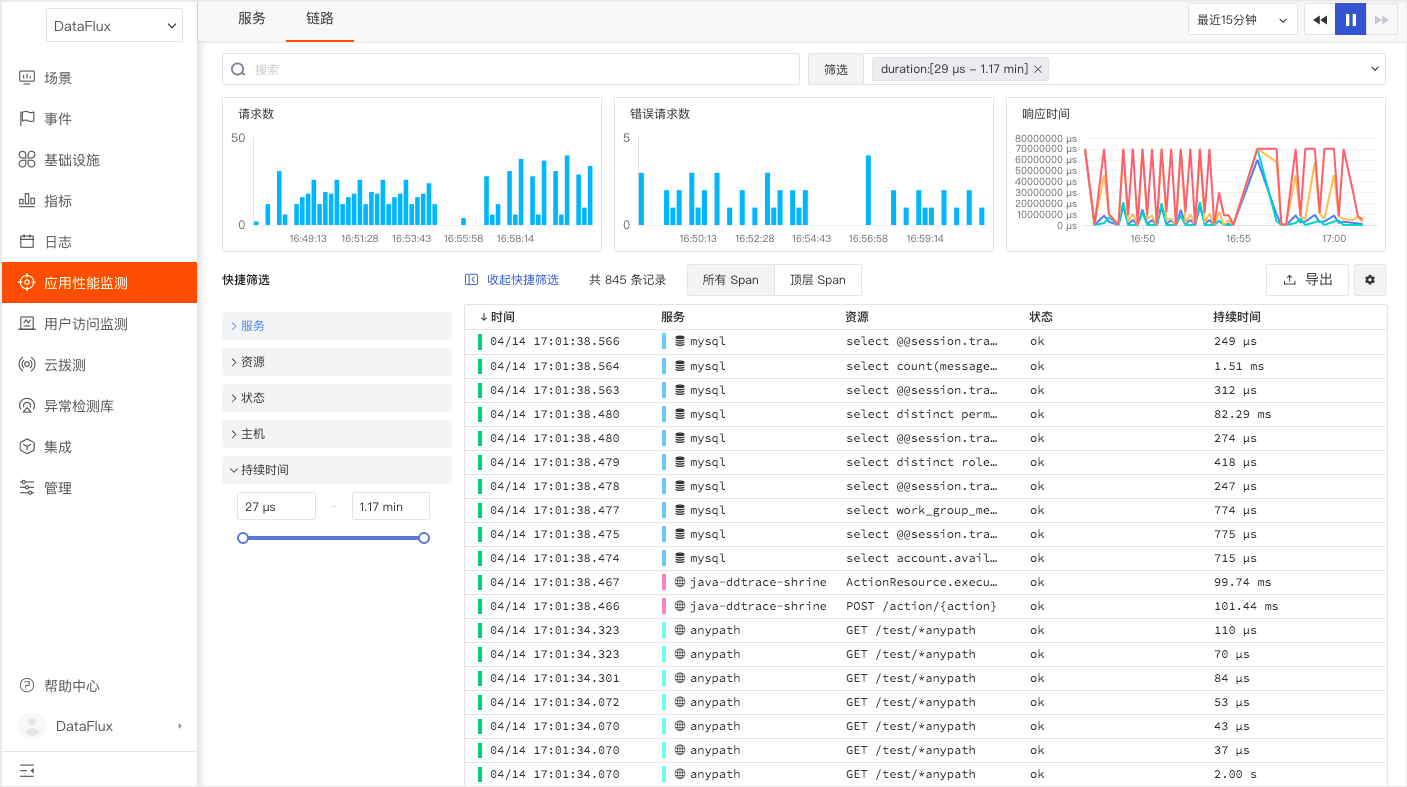 DataFlux
场景
事件
基础设施
指标
日志
应用性能监测
用户访问监测
云拨测
异常检测库
集成
管理
帮助中心
DataFlux
服务 链路
最近15分钟
搜索
筛选 duration:[29 µs – 1.17 min]
请求数
50
0
16:49:13 16:51:28 16:53:43 16:55:58 16:58:14
错误请求数
5
0
16:50:13 16:52:28 16:54:43 16:56:58 16:59:14
响应时间
80000000 µs
70000000 µs
60000000 µs
50000000 µs
40000000 µs
30000000 µs
20000000 µs
10000000 µs
0 µs
16:50 16:55 17:00
快捷筛选
服务
资源
状态
主机
持续时间
27 µs – 1.17 min
收起快捷筛选 共 845 条记录 所有 Span 顶层 Span 导出
时间 服务 资源 状态 持续时间
04/14 17:01:38.566 mysql select @@session.tra… ok 249 µs
04/14 17:01:38.564 mysql select count(message… ok 1.51 ms
04/14 17:01:38.563 mysql select @@session.tra… ok 312 µs
04/14 17:01:38.480 mysql select distinct perm… ok 82.29 ms
04/14 17:01:38.480 mysql select @@session.tra… ok 274 µs
04/14 17:01:38.479 mysql select distinct role… ok 418 µs
04/14 17:01:38.478 mysql select @@session.tra… ok 247 µs
04/14 17:01:38.477 mysql select work_group_me… ok 774 µs
04/14 17:01:38.475 mysql select @@session.tra… ok 775 µs
04/14 17:01:38.474 mysql select account.avail… ok 715 µs
04/14 17:01:38.467 java-ddtrace-shrine ActionResource.execu… ok 99.74 ms
04/14 17:01:38.466 java-ddtrace-shrine POST /action/{action} ok 101.44 ms
04/14 17:01:34.323 anypath GET /test/*anypath ok 110 µs
04/14 17:01:34.323 anypath GET /test/*anypath ok 70 µs
04/14 17:01:34.301 anypath GET /test/*anypath ok 84 µs
04/14 17:01:34.072 anypath GET /test/*anypath ok 53 µs
04/14 17:01:34.070 anypath GET /test/*anypath ok 43 µs
04/14 17:01:34.070 anypath GET /test/*anypath ok 37 µs
04/14 17:01:34.070 anypath GET /test/*anypath ok 2.00 s